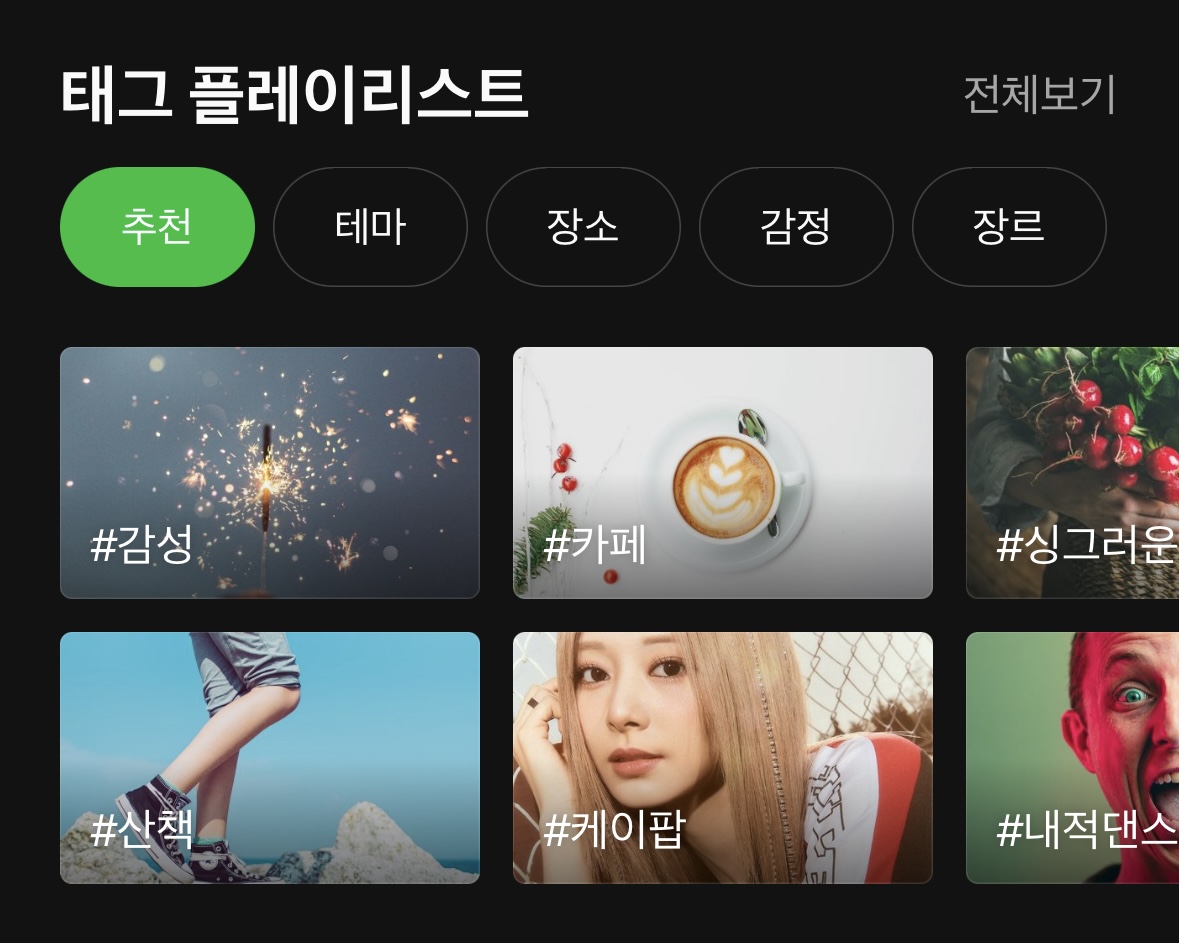 태그 플레이리스트
전체보기
추천
테마
장소
감정
장르
#감성
#카페
#싱그러운
#산책
#케이팝
#내적댄스